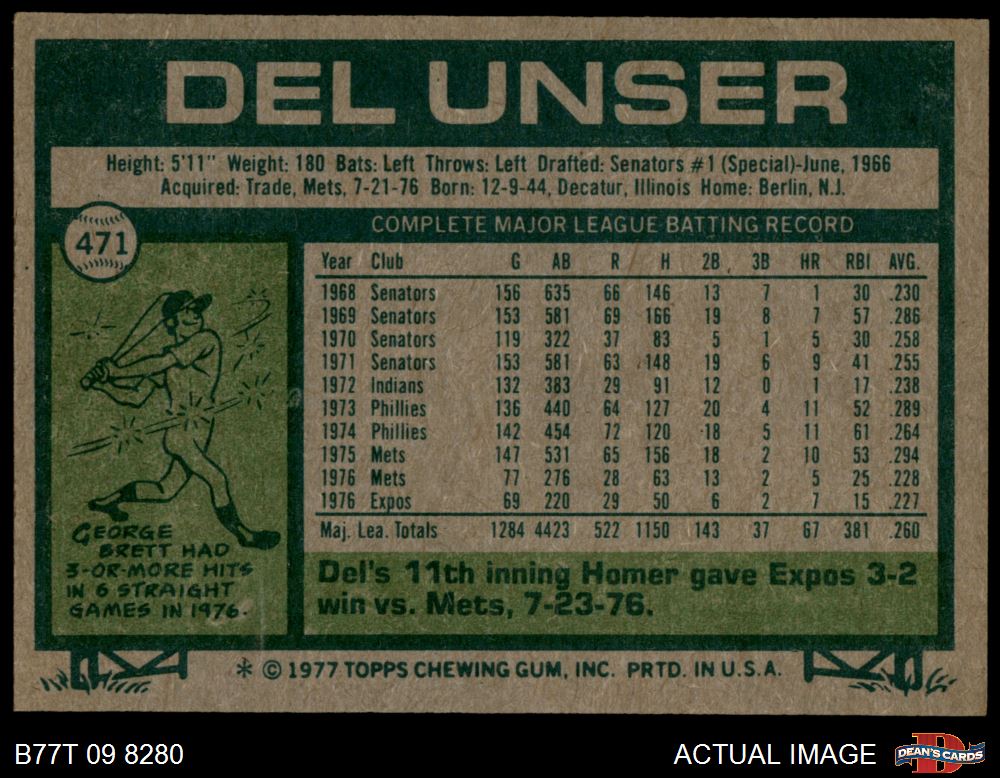 DEL UNSER
Height: 5'11" Weight: 180 Bats: Left Throws: Left Drafted: Senators #1 (Special)-June, 1966
Acquired: Trade, Mets, 7-21-76 Born: 12-9-44, Decatur, Illinois Home: Berlin, N.J.
471
COMPLETE MAJOR LEAGUE BATTING RECORD
Year Club G AB R H 2B 3B HR RBI AVG.
1968 Senators 156 635 66 146 13 7 1 30 .230
1969 Senators 153 581 69 166 19 8 7 57 .286
1970 Senators 119 322 37 83 5 1 5 30 .258
1971 Senators 153 581 63 148 19 6 9 41 .255
1972 Indians 132 383 29 91 12 0 1 17 .238
1973 Phillies 136 440 64 127 20 4 11 52 .289
1974 Phillies 142 454 72 120 18 5 11 61 .264
1975 Mets 147 531 65 156 18 2 10 53 .294
1976 Mets 77 276 28 63 13 2 5 25 .228
1976 Expos 69 220 29 50 6 2 7 15 .227
Maj. Lea. Totals 1284 4423 522 1150 143 37 67 381 .260
GEORGE
BRETT HAD
3-OR-MORE HITS
IN 6 STRAIGHT
GAMES IN 1976.
Del's 11th inning Homer gave Expos 3-2
win vs. Mets, 7-23-76.
* © 1977 TOPPS CHEWING GUM, INC. PRTD. IN U.S.A.
B77T 09 8280
ACTUAL IMAGE
DEAN'S CARDS